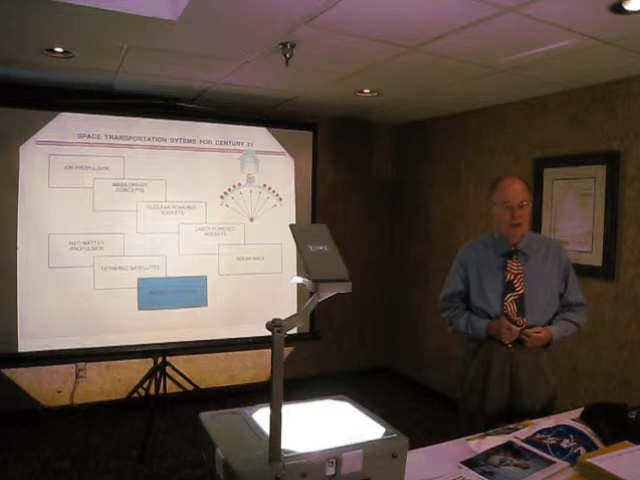 SPACE TRANSPORTATION SYTEMS FOR CENTURY 21
ION PROPULSION
MASS DRIVER
CONCEPTS
NUCLEAR POWERED
ROCKETS
LASER POWERED
ROCKETS
SOLAR SAILS
ANTI-MATTER
PROPULSION
TETHERED SATELLITES